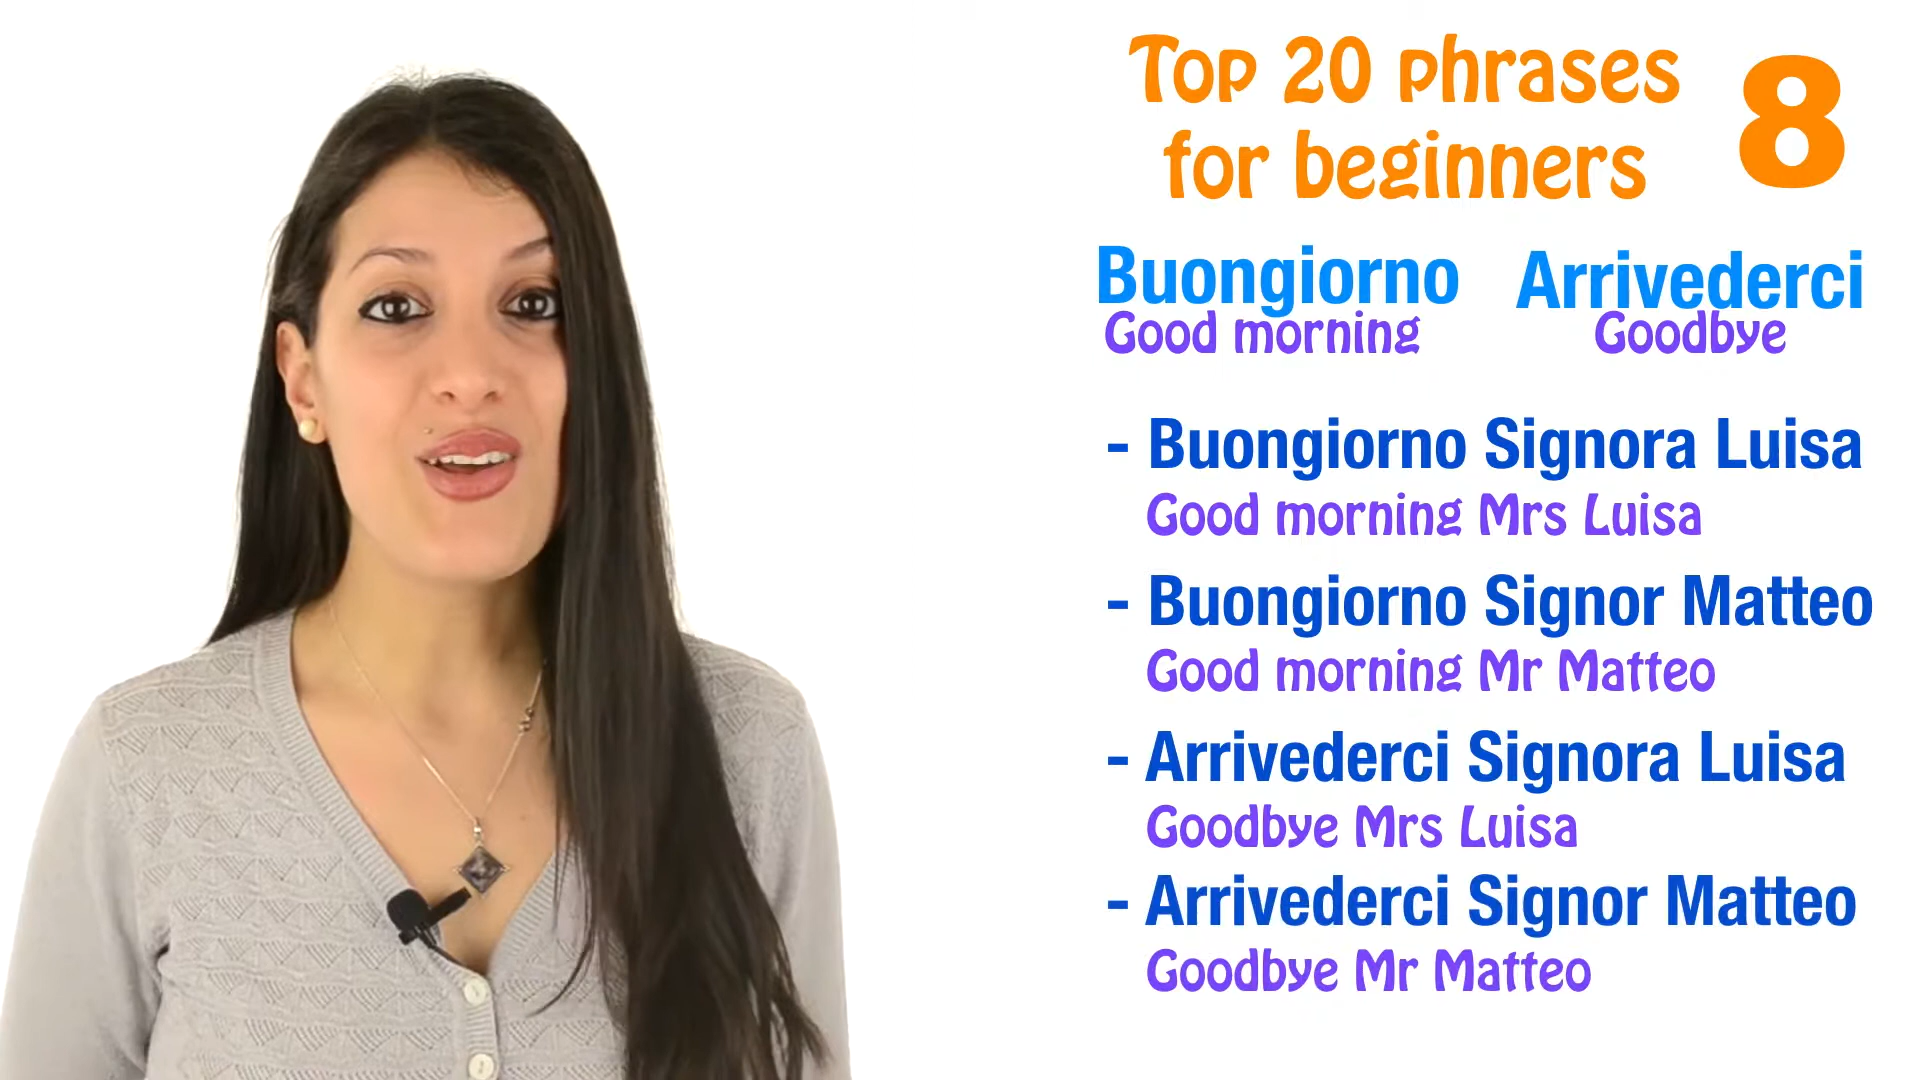 Top 20 phrases
for beginners
8
Buongiorno Arrivederci
Good morning Goodbye
- Buongiorno Signora Luisa
Good morning Mrs Luisa
- Buongiorno Signor Matteo
Good morning Mr Matteo
- Arrivederci Signora Luisa
Goodbye Mrs Luisa
- Arrivederci Signor Matteo
Goodbye Mr Matteo